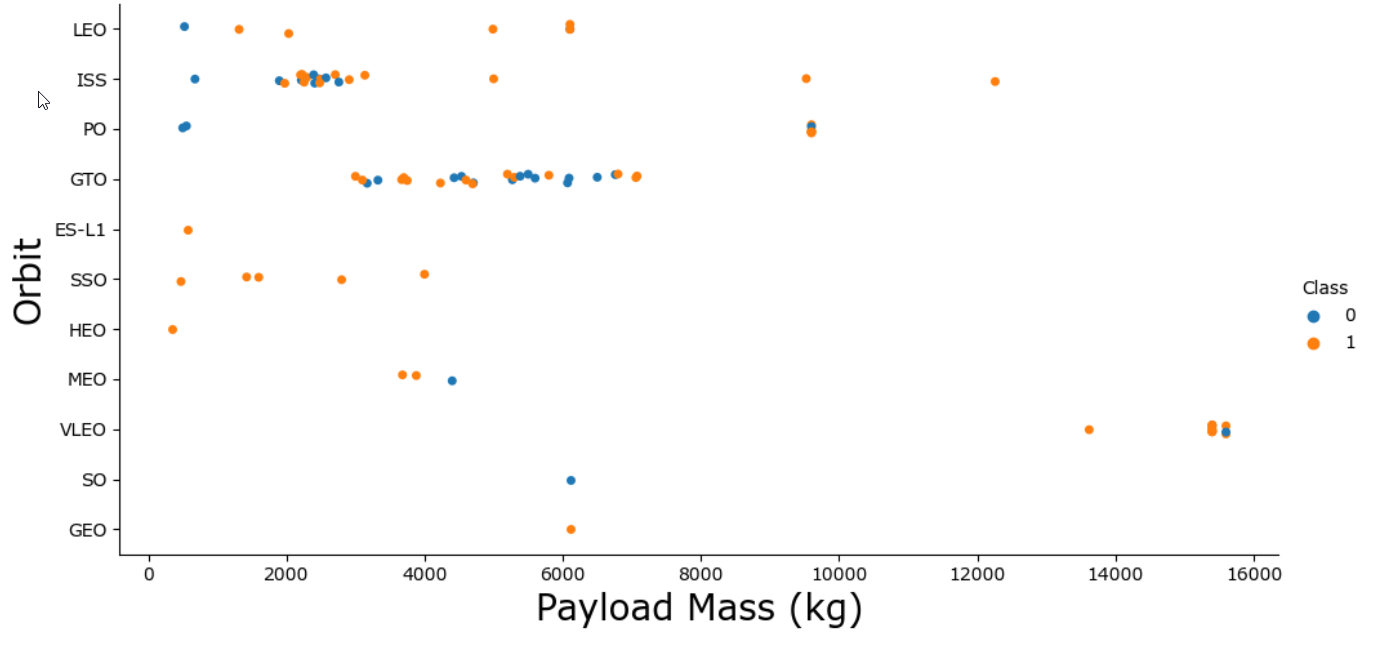 LEO
ISS
PO
GTO
ES-L1
SSO
HEO
MEO
VLEO
SO
GEO
Orbit
0 2000 4000 6000 8000 10000 12000 14000 16000
Payload Mass (kg)
Class
0
1